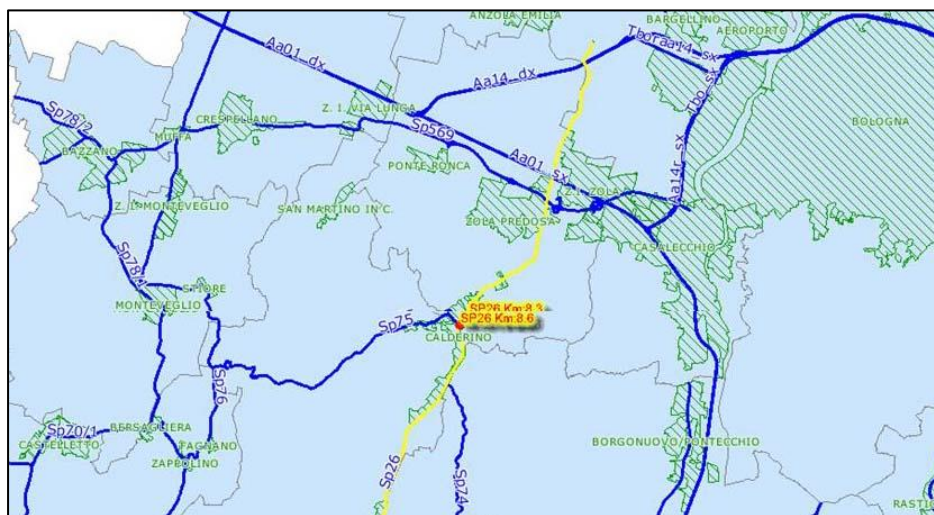 ANZOLA EMILIA
BARGELLINO
AEROPORTO
Tboraa14_sx
Aa01_dx
Aa14_dx
Tbo_sx
Z. I. VIA LUNGA
Sp78/2
CRESPELLANO
BOLOGNA
MUFFA
Sp569
BAZZANO
Aa01_sx
PONTE RONCA
Aa14r_sx
Z.I. ZOLA
Z. I. MONTEVEGLIO
SAN MARTINO IN C.
ZOLA PREDOSA
CASALECCHIO
Sp78/1
STIORE
MONTEVEGLIO
SP26 Km:8.3
SP26 Km:8.6
Sp75
CALDERINO
Sp76
Sp70/1
BERSAGLIERA
CASTELLETTO
FAGNANO
BORGONUOVO/PONTECCHIO
ZAPPOLINO
Sp26
Sp74
RASTIG